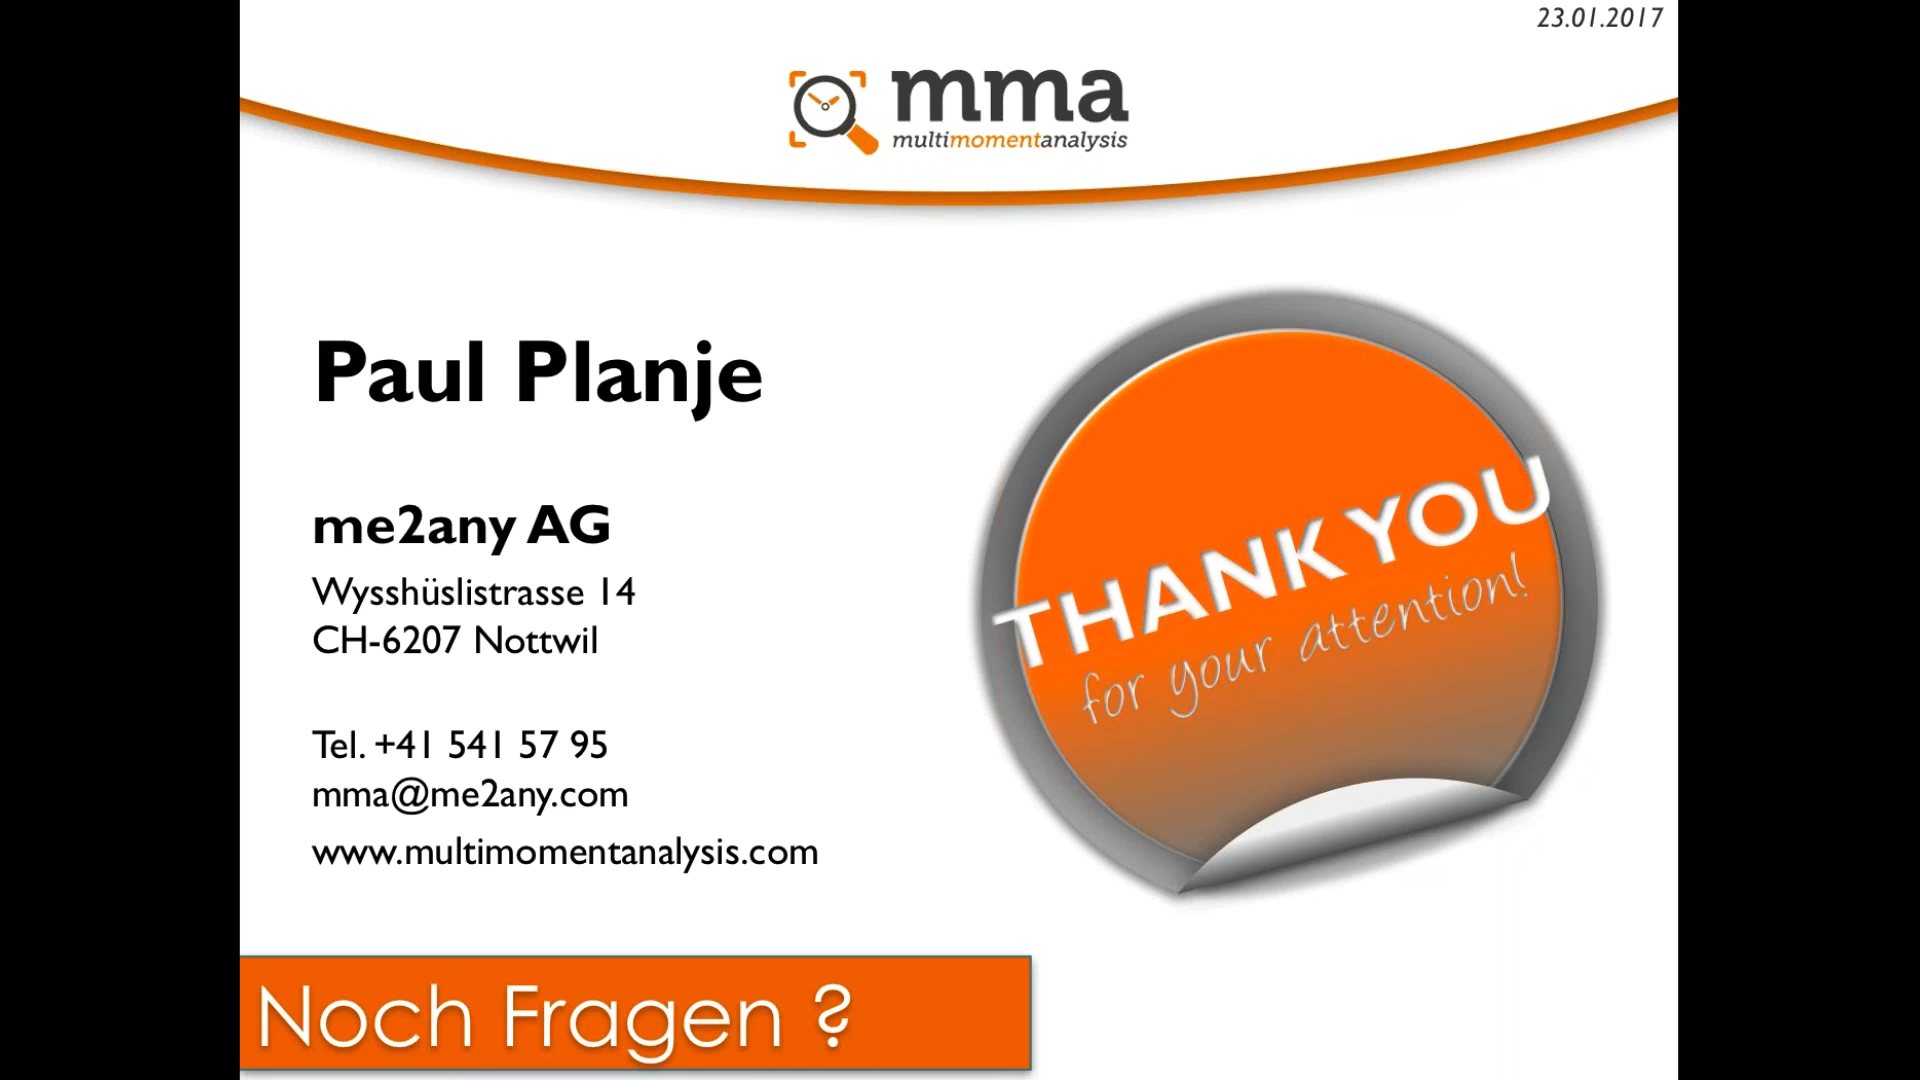 23.01.2017
mma
multimomentanalysis
Paul Planje
me2any AG
Wysshüslistrasse 14
CH-6207 Nottwil
Tel. +41 541 57 95
mma@me2any.com
www.multimomentanalysis.com
THANK YOU
for your attention!
Noch Fragen ?